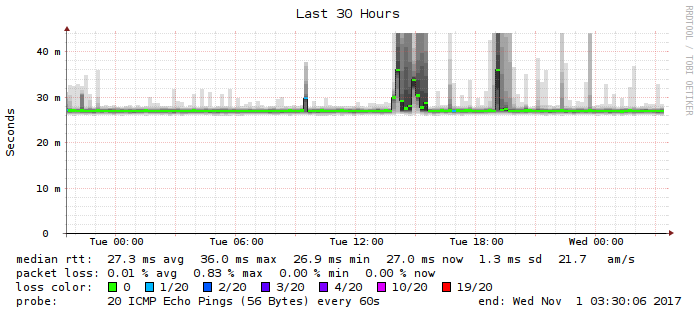 Last 30 Hours
RRDTOOL / TOBI OETIKER
Seconds
40 m
30 m
20 m
10 m
0
Tue 00:00 Tue 06:00 Tue 12:00 Tue 18:00 Wed 00:00
median rtt: 27.3 ms avg 36.0 ms max 26.9 ms min 27.0 ms now 1.3 ms sd 21.7 am/s
packet loss: 0.01 % avg 0.83 % max 0.00 % min 0.00 % now
loss color: 0 1/20 2/20 3/20 4/20 10/20 19/20
probe: 20 ICMP Echo Pings (56 Bytes) every 60s end: Wed Nov 1 03:30:06 2017